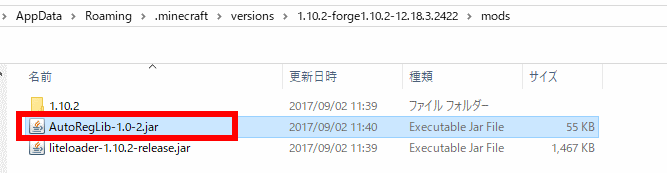 AppData > Roaming > .minecraft > versions > 1.10.2-forge1.10.2-12.18.3.2422 > mods
名前 更新日時 種類 サイズ
1.10.2 2017/09/02 11:39 ファイル フォルダー
AutoRegLib-1.0-2.jar 2017/09/02 11:40 Executable Jar File 55 KB
liteloader-1.10.2-release.jar 2017/09/02 11:39 Executable Jar File 1,467 KB